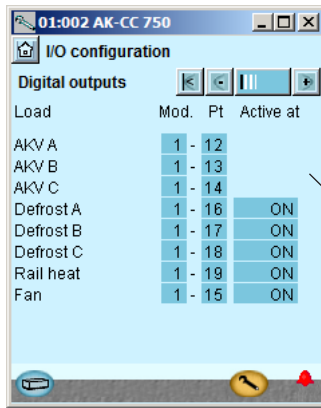 01:002 AK-CC 750
I/O configuration
Digital outputs
Load Mod. Pt Active at
AKV A 1 - 12
AKV B 1 - 13
AKV C 1 - 14
Defrost A 1 - 16 ON
Defrost B 1 - 17 ON
Defrost C 1 - 18 ON
Rail heat 1 - 19 ON
Fan 1 - 15 ON